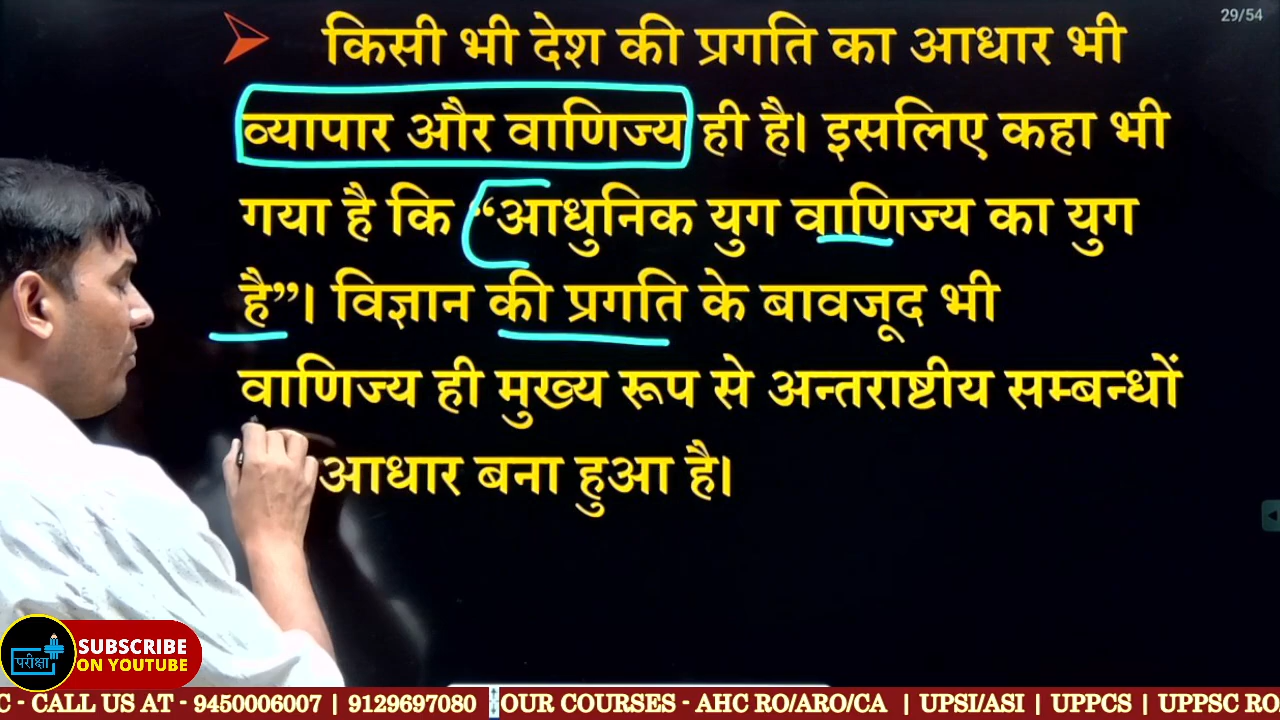 29/54
किसी भी देश की प्रगति का आधार भी
व्यापार और वाणिज्य ही है। इसलिए कहा भी
गया है कि “आधुनिक युग वाणिज्य का युग
है”। विज्ञान की प्रगति के बावजूद भी
वाणिज्य ही मुख्य रूप से अन्तराष्टीय सम्बन्धों
आधार बना हुआ है।
परीक्षा
SUBSCRIBE
ON YOUTUBE
C - CALL US AT - 9450006007 | 9129697080 OUR COURSES - AHC RO/ARO/CA | UPSI/ASI | UPPCS | UPPSC RO